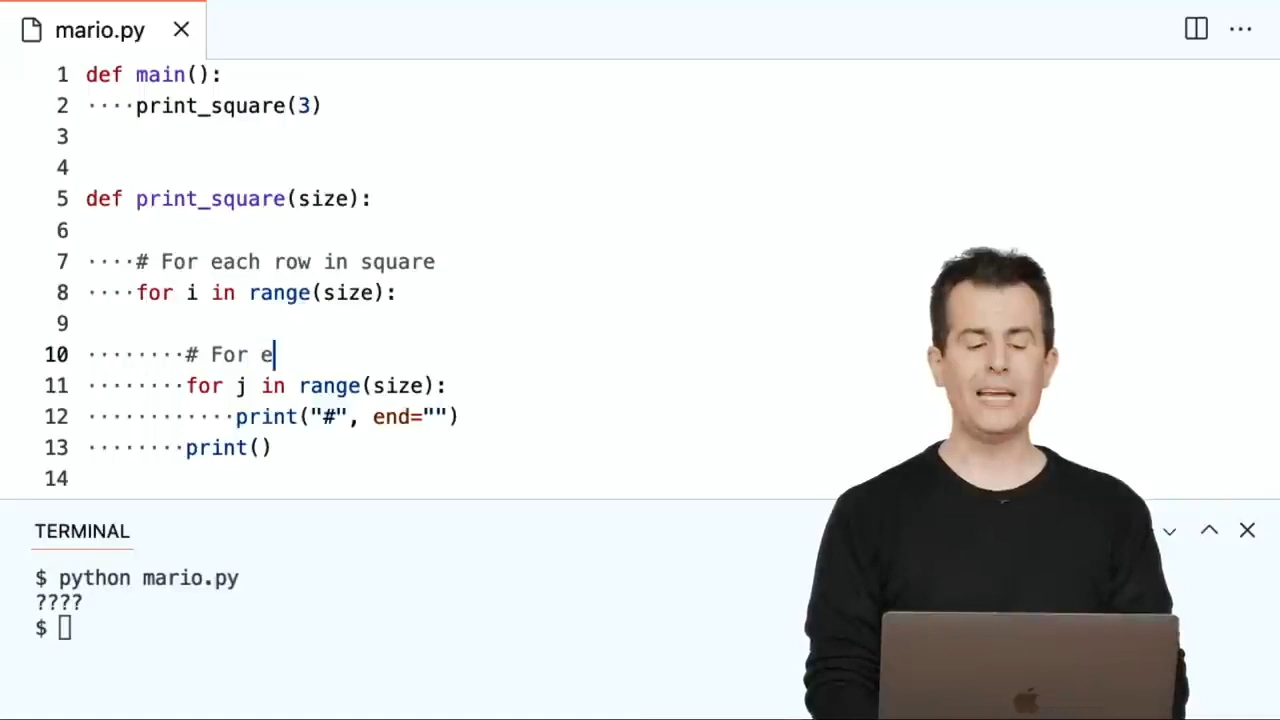 mario.py
1 def main():
2 ····print_square(3)
3
4
5 def print_square(size):
6
7 ····# For each row in square
8 ····for i in range(size):
9
10 ········# For e
11 ········for j in range(size):
12 ············print("#", end="")
13 ········print()
14
TERMINAL
$ python mario.py
????
$